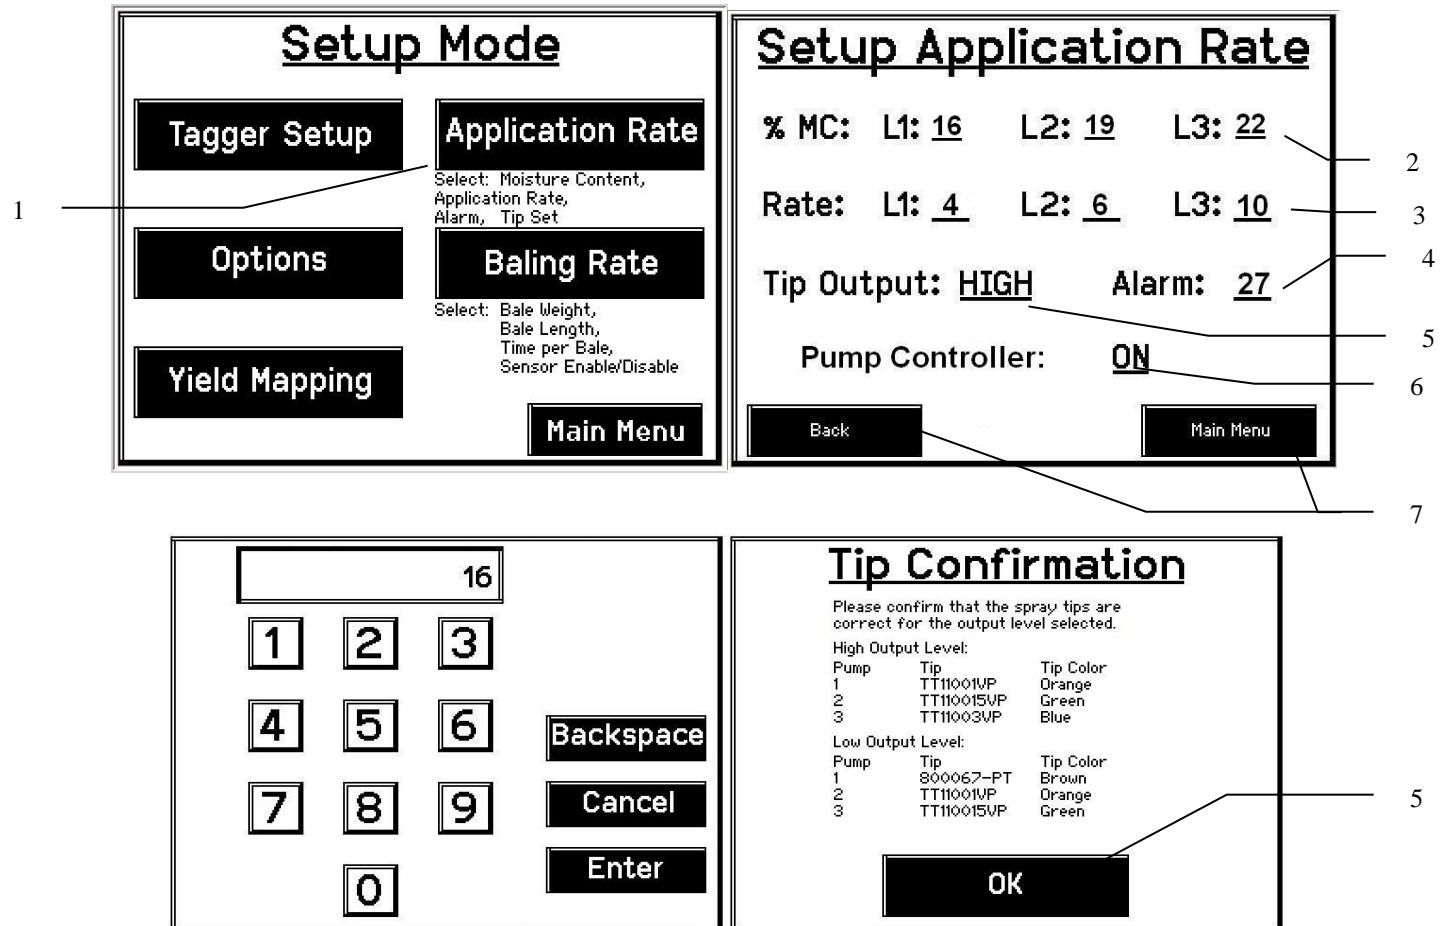 Setup Mode
Tagger Setup
Application Rate
Select: Moisture Content,
Application Rate,
Alarm, Tip Set
1
Options
Baling Rate
Select: Bale Weight,
Bale Length,
Time per Bale,
Sensor Enable/Disable
Yield Mapping
Main Menu
Setup Application Rate
% MC: L1: 16 L2: 19 L3: 22
2
Rate: L1: 4 L2: 6 L3: 10
3
Tip Output: HIGH Alarm: 27
4
5
Pump Controller: ON
6
Back
Main Menu
7
16
1 2 3
4 5 6
Backspace
7 8 9
Cancel
Enter
0
Tip Confirmation
Please confirm that the spray tips are
correct for the output level selected.
High Output Level:
Pump Tip Tip Color
1 TT11001VP Orange
2 TT110015VP Green
3 TT11003VP Blue
Low Output Level:
Pump Tip Tip Color
1 800067-PT Brown
2 TT11001VP Orange
3 TT110015VP Green
5
OK